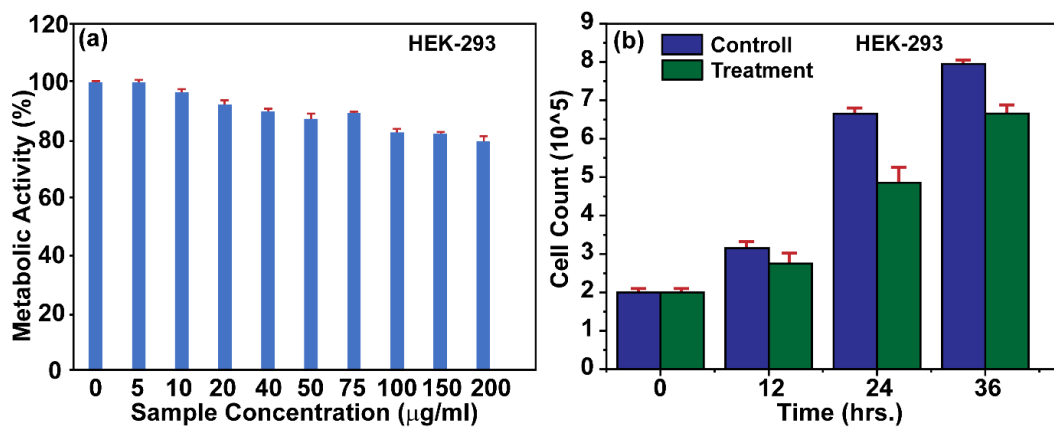 (a)
HEK-293
Metabolic Activity (%)
120
100
80
60
40
20
0
0 5 10 20 40 50 75 100 150 200
Sample Concentration (μg/ml)
(b)
HEK-293
Controll
Treatment
Cell Count (10^5)
9
8
7
6
5
4
3
2
1
0
0 12 24 36
Time (hrs.)